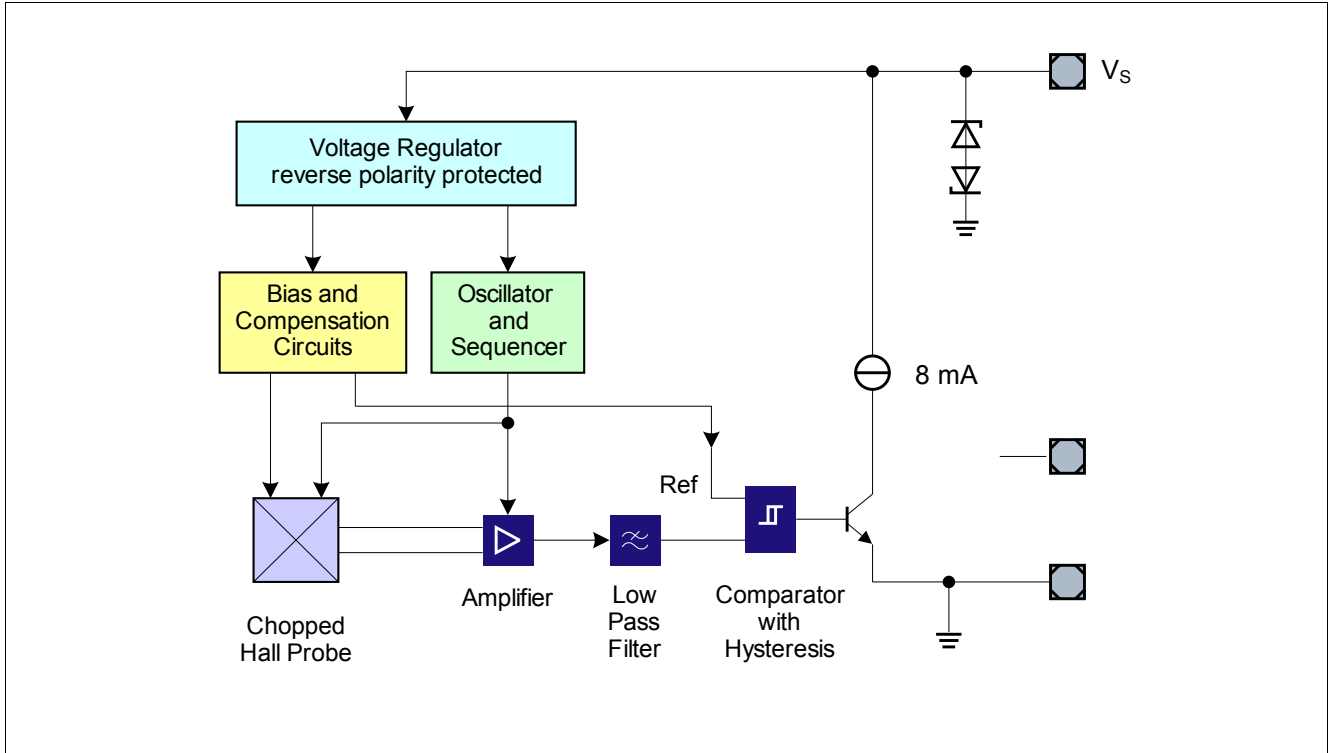 V_S
Voltage Regulator
reverse polarity protected
Bias and
Compensation
Circuits
Oscillator
and
Sequencer
8 mA
Ref
Amplifier
Low
Pass
Filter
Comparator
with
Hysteresis
Chopped
Hall Probe